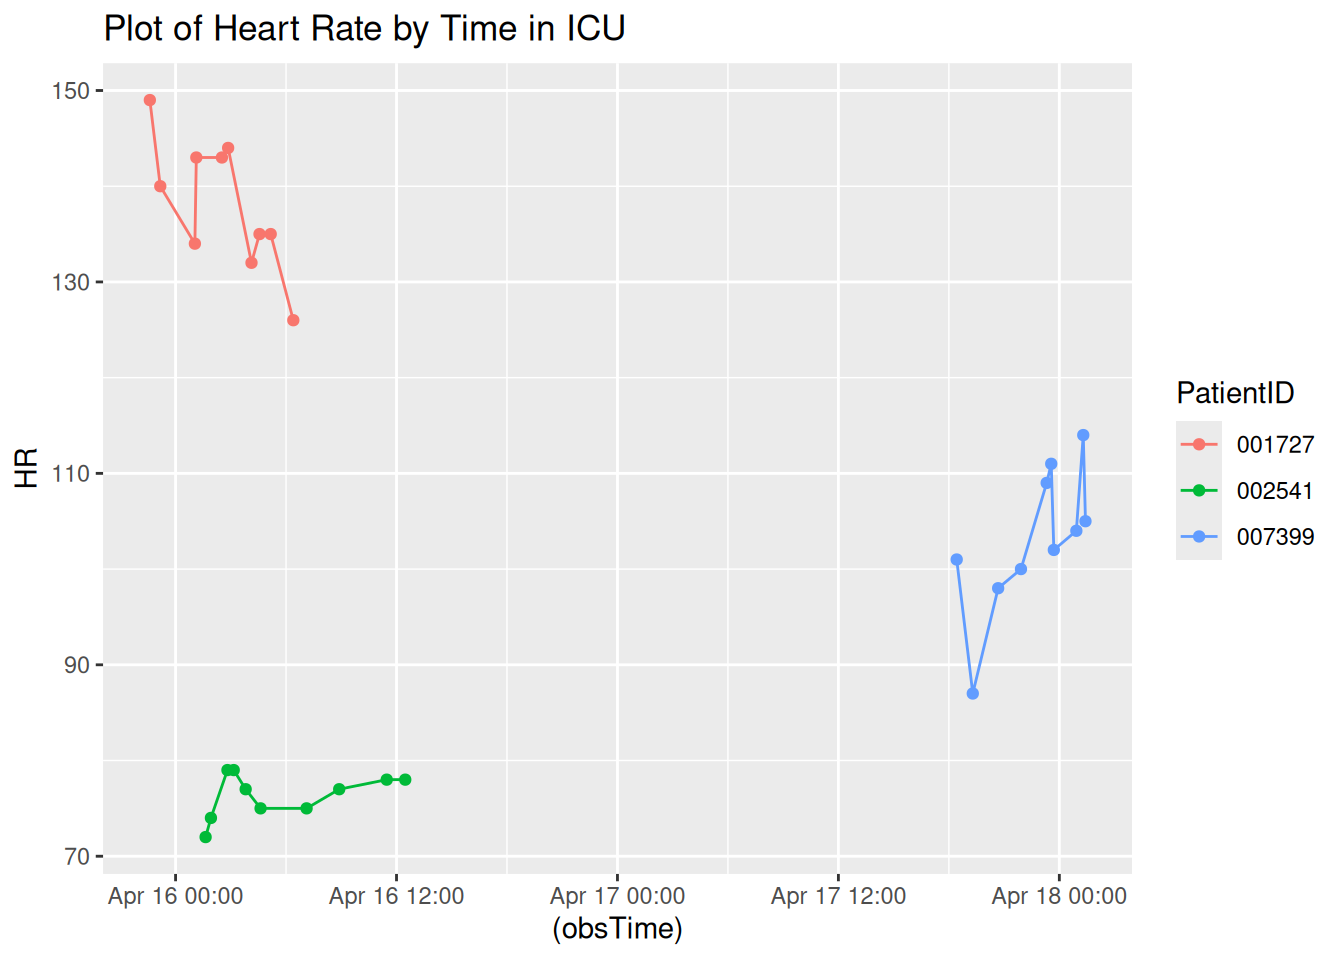 Plot of Heart Rate by Time in ICU
150
130
110
90
70
HR
Apr 16 00:00
Apr 16 12:00
Apr 17 00:00
Apr 17 12:00
Apr 18 00:00
(obsTime)
PatientID
001727
002541
007399